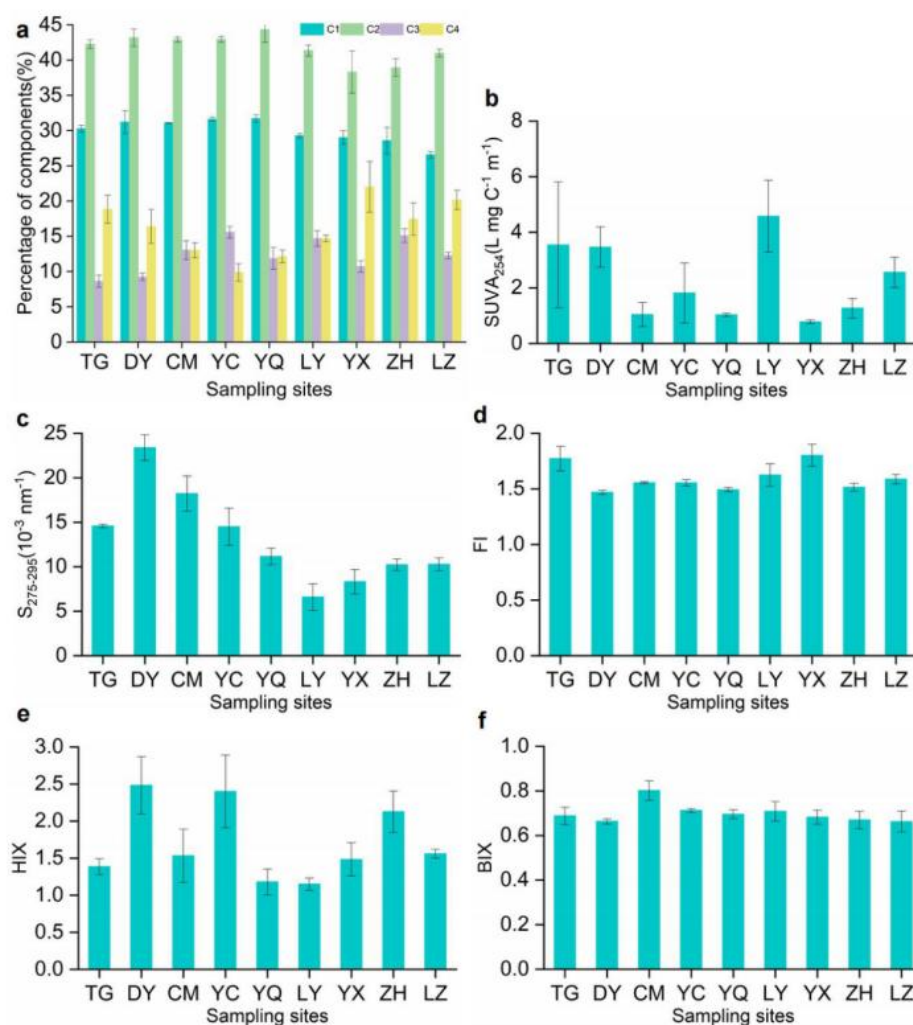 a
C1 C2 C3 C4
Percentage of components(%)
45
40
35
30
25
20
15
10
5
0
TG DY CM YC YQ LY YX ZH LZ
Sampling sites
b
SUVA254(L mg C-1 m-1)
8
6
4
2
0
TG DY CM YC YQ LY YX ZH LZ
Sampling sites
c
S275-295(10-3 nm-1)
25
20
15
10
5
0
TG DY CM YC YQ LY YX ZH LZ
Sampling sites
d
FI
2.0
1.5
1.0
0.5
0.0
TG DY CM YC YQ LY YX ZH LZ
Sampling sites
e
HIX
3.0
2.5
2.0
1.5
1.0
0.5
0.0
TG DY CM YC YQ LY YX ZH LZ
Sampling sites
f
BIX
1.0
0.8
0.6
0.4
0.2
0.0
TG DY CM YC YQ LY YX ZH LZ
Sampling sites